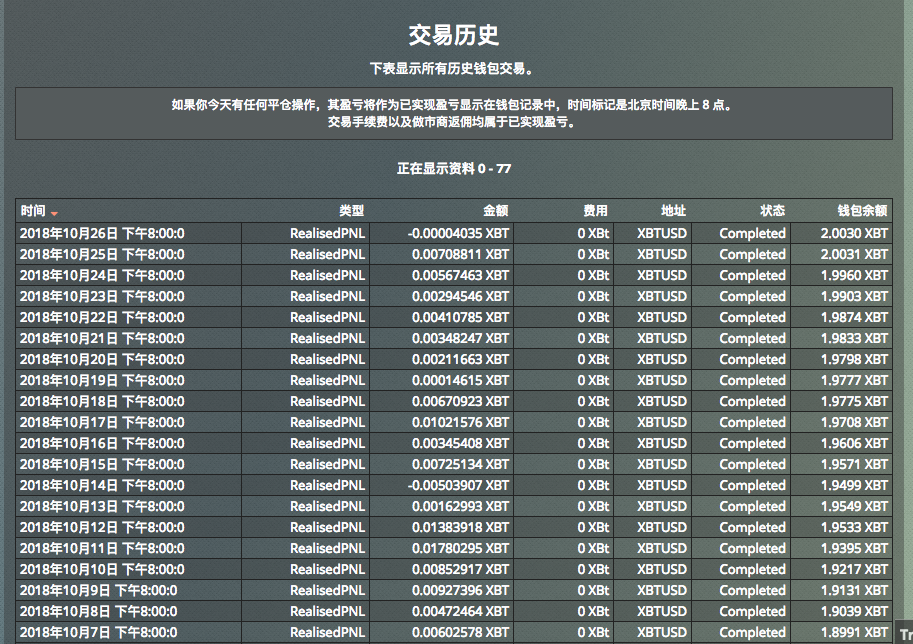 交易历史
下表显示所有历史钱包交易。
如果你今天有任何平仓操作，其盈亏将作为已实现盈亏显示在钱包记录中，时间标记是北京时间晚上 8 点。
交易手续费以及做市商返佣均属于已实现盈亏。
正在显示资料 0 - 77
时间 类型 金额 费用 地址 状态 钱包余额
2018年10月26日 下午8:00:0 RealisedPNL -0.00004035 XBT 0 XBt XBTUSD Completed 2.0030 XBT
2018年10月25日 下午8:00:0 RealisedPNL 0.00708811 XBT 0 XBt XBTUSD Completed 2.0031 XBT
2018年10月24日 下午8:00:0 RealisedPNL 0.00567463 XBT 0 XBt XBTUSD Completed 1.9960 XBT
2018年10月23日 下午8:00:0 RealisedPNL 0.00294546 XBT 0 XBt XBTUSD Completed 1.9903 XBT
2018年10月22日 下午8:00:0 RealisedPNL 0.00410785 XBT 0 XBt XBTUSD Completed 1.9874 XBT
2018年10月21日 下午8:00:0 RealisedPNL 0.00348247 XBT 0 XBt XBTUSD Completed 1.9833 XBT
2018年10月20日 下午8:00:0 RealisedPNL 0.00211663 XBT 0 XBt XBTUSD Completed 1.9798 XBT
2018年10月19日 下午8:00:0 RealisedPNL 0.00014615 XBT 0 XBt XBTUSD Completed 1.9777 XBT
2018年10月18日 下午8:00:0 RealisedPNL 0.00670923 XBT 0 XBt XBTUSD Completed 1.9775 XBT
2018年10月17日 下午8:00:0 RealisedPNL 0.01021576 XBT 0 XBt XBTUSD Completed 1.9708 XBT
2018年10月16日 下午8:00:0 RealisedPNL 0.00345408 XBT 0 XBt XBTUSD Completed 1.9606 XBT
2018年10月15日 下午8:00:0 RealisedPNL 0.00725134 XBT 0 XBt XBTUSD Completed 1.9571 XBT
2018年10月14日 下午8:00:0 RealisedPNL -0.00503907 XBT 0 XBt XBTUSD Completed 1.9499 XBT
2018年10月13日 下午8:00:0 RealisedPNL 0.00162993 XBT 0 XBt XBTUSD Completed 1.9549 XBT
2018年10月12日 下午8:00:0 RealisedPNL 0.01383918 XBT 0 XBt XBTUSD Completed 1.9533 XBT
2018年10月11日 下午8:00:0 RealisedPNL 0.01780295 XBT 0 XBt XBTUSD Completed 1.9395 XBT
2018年10月10日 下午8:00:0 RealisedPNL 0.00852917 XBT 0 XBt XBTUSD Completed 1.9217 XBT
2018年10月9日 下午8:00:0 RealisedPNL 0.00927396 XBT 0 XBt XBTUSD Completed 1.9131 XBT
2018年10月8日 下午8:00:0 RealisedPNL 0.00472464 XBT 0 XBt XBTUSD Completed 1.9039 XBT
2018年10月7日 下午8:00:0 RealisedPNL 0.00602578 XBT 0 XBt XBTUSD Completed 1.8991 XBT